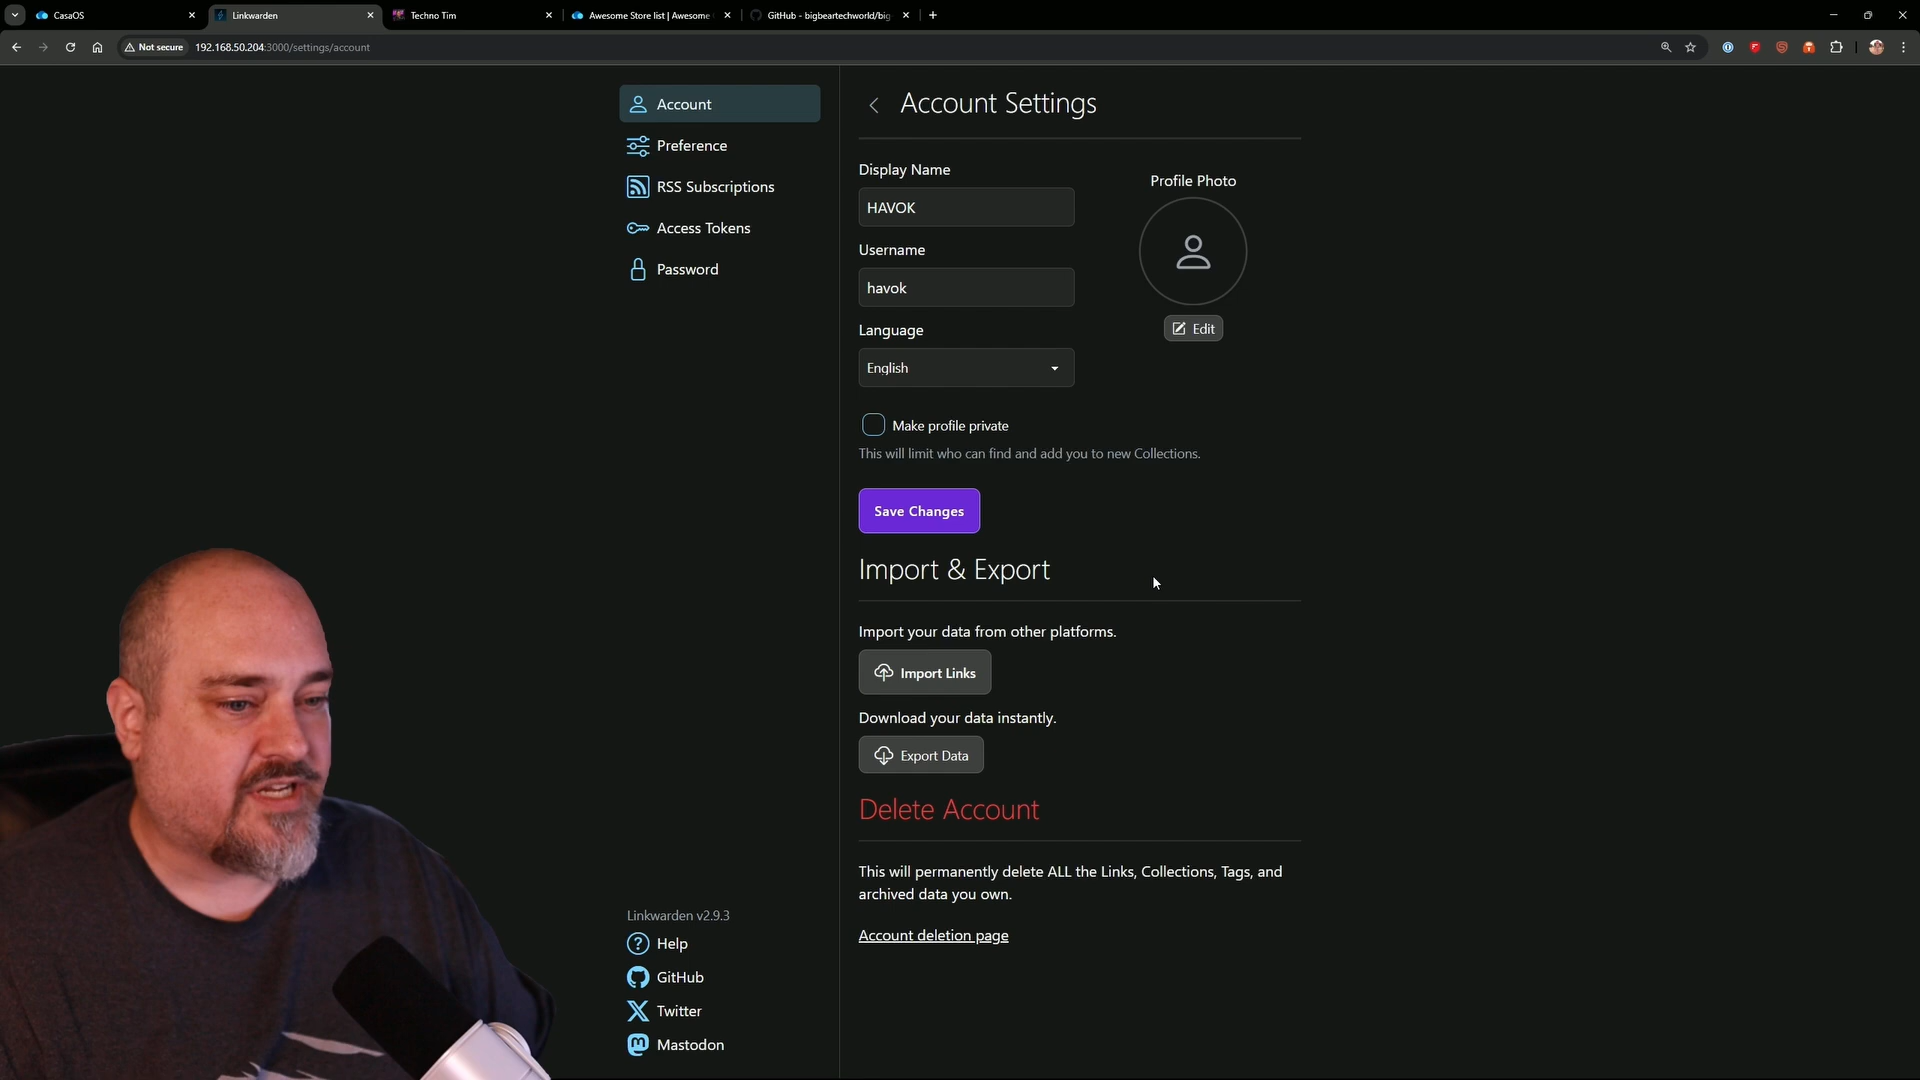 CasaOS
Linkwarden
Techno Tim
Awesome Store list | Awesome
GitHub - bigbeartechworld/big
Not secure
192.168.50.204:3000/settings/account
Account
Preference
RSS Subscriptions
Access Tokens
Password
Account Settings
Display Name
HAVOK
Username
havok
Language
English
Profile Photo
Edit
Make profile private
This will limit who can find and add you to new Collections.
Save Changes
Import & Export
Import your data from other platforms.
Import Links
Download your data instantly.
Export Data
Delete Account
This will permanently delete ALL the Links, Collections, Tags, and
archived data you own.
Account deletion page
Linkwarden v2.9.3
Help
GitHub
Twitter
Mastodon